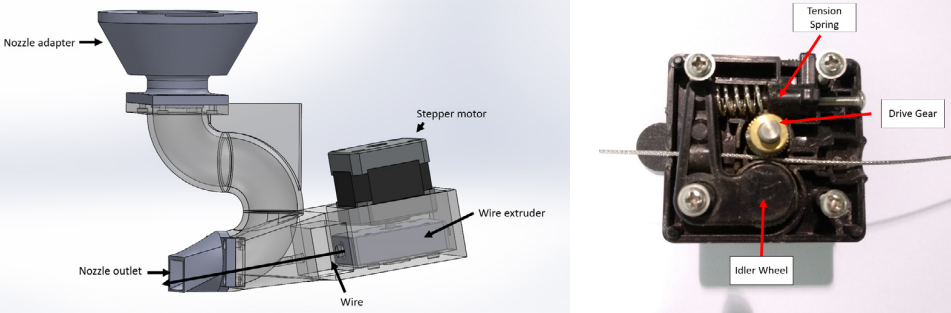 Nozzle adapter
Stepper motor
Wire extruder
Nozzle outlet
Wire
Tension
Spring
Drive Gear
Idler Wheel